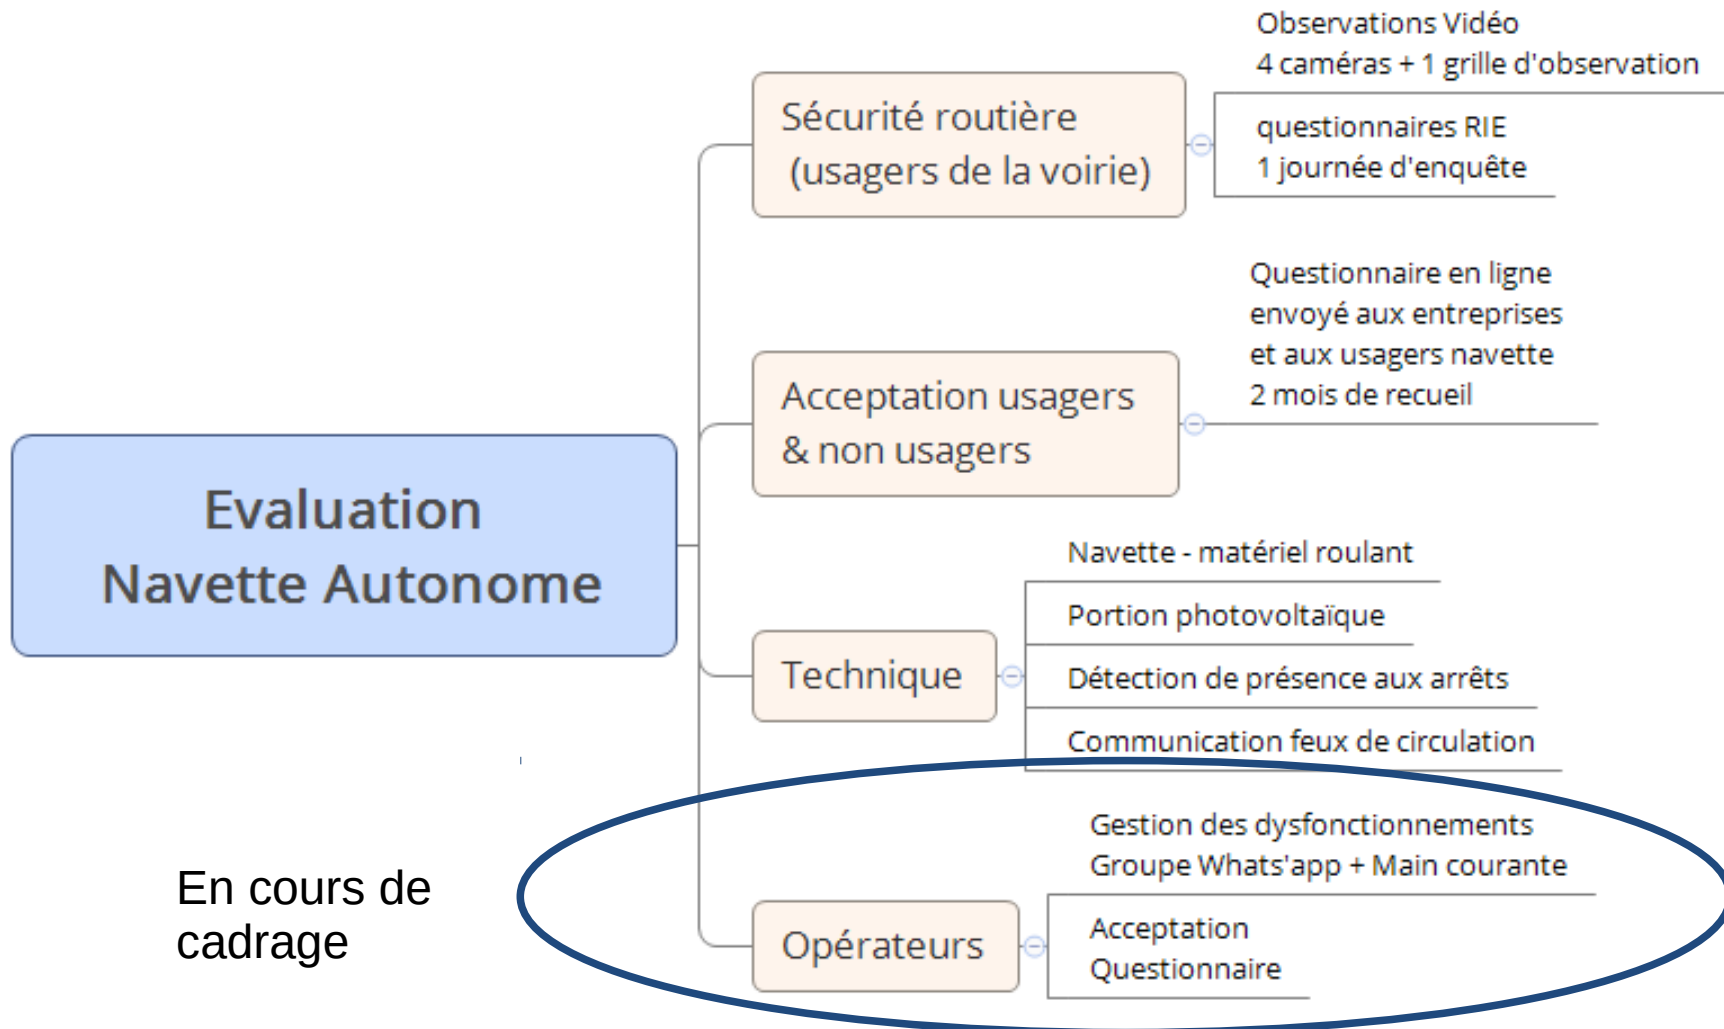 Observations Vidéo
4 caméras + 1 grille d'observation
Sécurité routière
(usagers de la voirie)
questionnaires RIE
1 journée d'enquête
Questionnaire en ligne
envoyé aux entreprises
et aux usagers navette
2 mois de recueil
Acceptation usagers
& non usagers
Evaluation
Navette Autonome
Navette - matériel roulant
Portion photovoltaïque
Technique
Détection de présence aux arrêts
Communication feux de circulation
Gestion des dysfonctionnements
Groupe Whats'app + Main courante
En cours de
cadrage
Opérateurs
Acceptation
Questionnaire